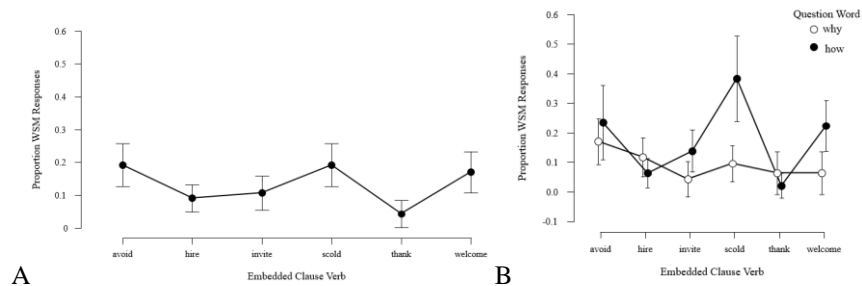 Proportion WSM Responses
0.6
0.5
0.4
0.3
0.2
0.1
0
avoid hire invite scold thank welcome
Embedded Clause Verb
A
Question Word
why
how
Proportion WSM Responses
0.6
0.5
0.4
0.3
0.2
0.1
0.0
-0.1
avoid hire invite scold thank welcome
Embedded Clause Verb
B